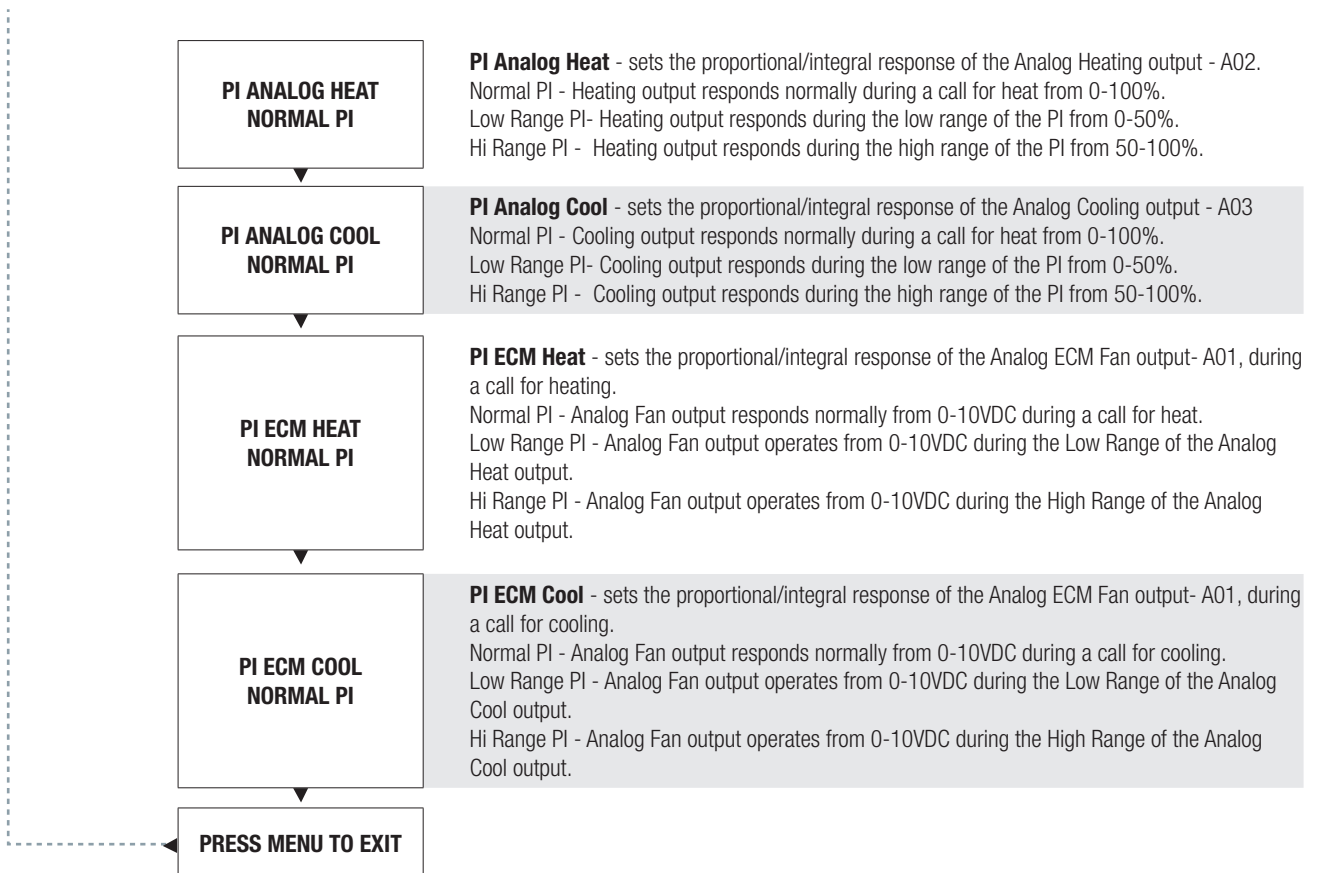 PI ANALOG HEAT
NORMAL PI
PI Analog Heat - sets the proportional/integral response of the Analog Heating output - A02.
Normal PI - Heating output responds normally during a call for heat from 0-100%.
Low Range PI- Heating output responds during the low range of the PI from 0-50%.
Hi Range PI -  Heating output responds during the high range of the PI from 50-100%.
PI ANALOG COOL
NORMAL PI
PI Analog Cool - sets the proportional/integral response of the Analog Cooling output - A03
Normal PI - Cooling output responds normally during a call for heat from 0-100%.
Low Range PI- Cooling output responds during the low range of the PI from 0-50%.
Hi Range PI -  Cooling output responds during the high range of the PI from 50-100%.
PI ECM HEAT
NORMAL PI
PI ECM Heat - sets the proportional/integral response of the Analog ECM Fan output- A01, during
a call for heating.
Normal PI - Analog Fan output responds normally from 0-10VDC during a call for heat.
Low Range PI - Analog Fan output operates from 0-10VDC during the Low Range of the Analog
Heat output.
Hi Range PI - Analog Fan output operates from 0-10VDC during the High Range of the Analog
Heat output.
PI ECM COOL
NORMAL PI
PI ECM Cool - sets the proportional/integral response of the Analog ECM Fan output- A01, during
a call for cooling.
Normal PI - Analog Fan output responds normally from 0-10VDC during a call for cooling.
Low Range PI - Analog Fan output operates from 0-10VDC during the Low Range of the Analog
Cool output.
Hi Range PI - Analog Fan output operates from 0-10VDC during the High Range of the Analog
Cool output.
PRESS MENU TO EXIT